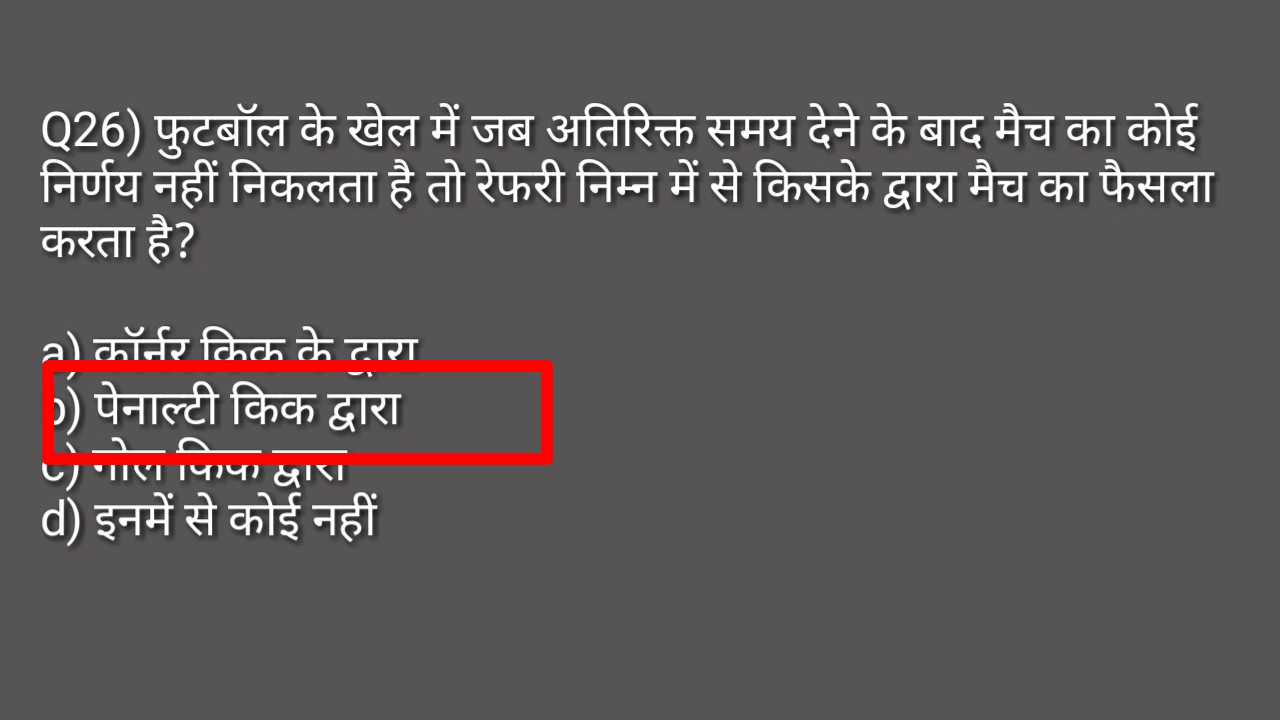 Q26) फुटबॉल के खेल में जब अतिरिक्त समय देने के बाद मैच का कोई
निर्णय नहीं निकलता है तो रेफरी निम्न में से किसके द्वारा मैच का फैसला
करता है?
a) कॉर्नर किक के द्वारा
b) पेनाल्टी किक द्वारा
c) गोल किक द्वारा
d) इनमें से कोई नहीं